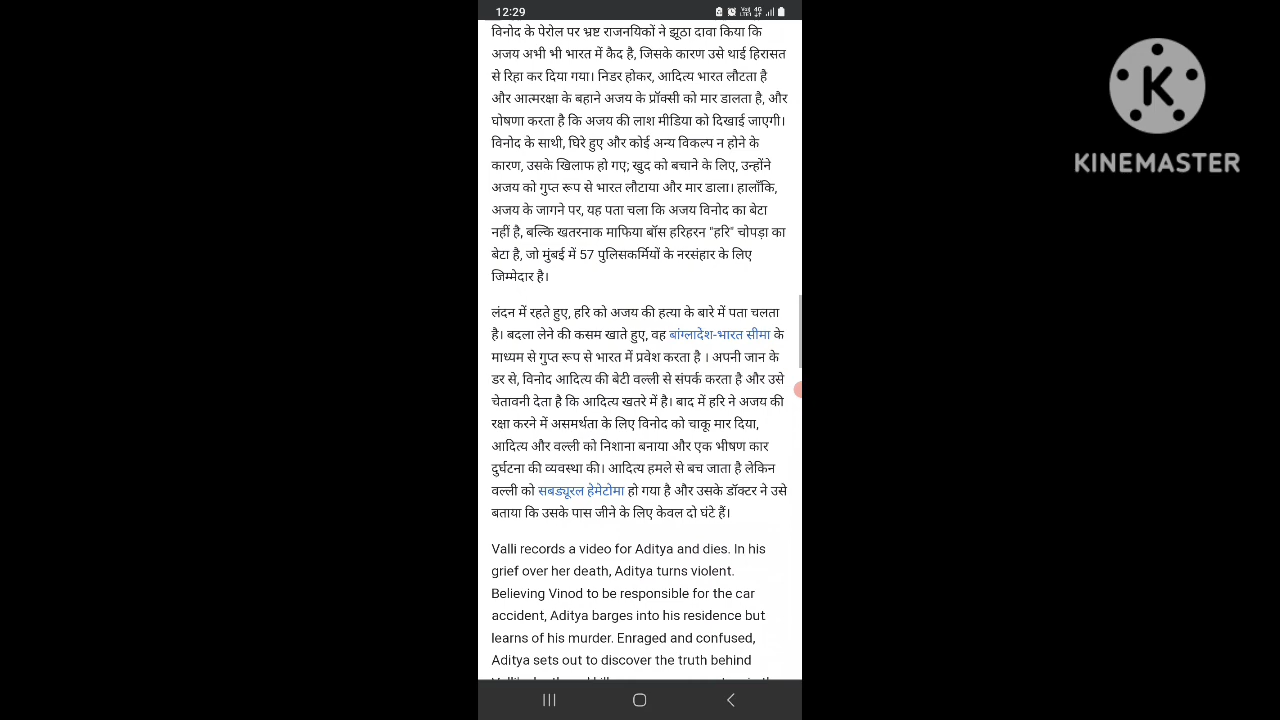 12:29
विनोद के पेरोल पर भ्रष्ट राजनयिकों ने झूठा दावा किया कि
अजय अभी भी भारत में कैद है, जिसके कारण उसे थाई हिरासत
से रिहा कर दिया गया। निडर होकर, आदित्य भारत लौटता है
और आत्मरक्षा के बहाने अजय के प्रॉक्सी को मार डालता है, और
घोषणा करता है कि अजय की लाश मीडिया को दिखाई जाएगी।
विनोद के साथी, घिरे हुए और कोई अन्य विकल्प न होने के
कारण, उसके खिलाफ हो गए; खुद को बचाने के लिए, उन्होंने
अजय को गुप्त रूप से भारत लौटाया और मार डाला। हालाँकि,
अजय के जागने पर, यह पता चला कि अजय विनोद का बेटा
नहीं है, बल्कि खतरनाक माफिया बॉस हरिहरन "हरि" चोपड़ा का
बेटा है, जो मुंबई में 57 पुलिसकर्मियों के नरसंहार के लिए
जिम्मेदार है।
लंदन में रहते हुए, हरि को अजय की हत्या के बारे में पता चलता
है। बदला लेने की कसम खाते हुए, वह बांग्लादेश-भारत सीमा के
माध्यम से गुप्त रूप से भारत में प्रवेश करता है । अपनी जान के
डर से, विनोद आदित्य की बेटी वल्ली से संपर्क करता है और उसे
चेतावनी देता है कि आदित्य खतरे में है। बाद में हरि ने अजय की
रक्षा करने में असमर्थता के लिए विनोद को चाकू मार दिया,
आदित्य और वल्ली को निशाना बनाया और एक भीषण कार
दुर्घटना की व्यवस्था की। आदित्य हमले से बच जाता है लेकिन
वल्ली को सबड्यूरल हेमेटोमा हो गया है और उसके डॉक्टर ने उसे
बताया कि उसके पास जीने के लिए केवल दो घंटे हैं।
Valli records a video for Aditya and dies. In his
grief over her death, Aditya turns violent.
Believing Vinod to be responsible for the car
accident, Aditya barges into his residence but
learns of his murder. Enraged and confused,
Aditya sets out to discover the truth behind
K
KINEMASTER